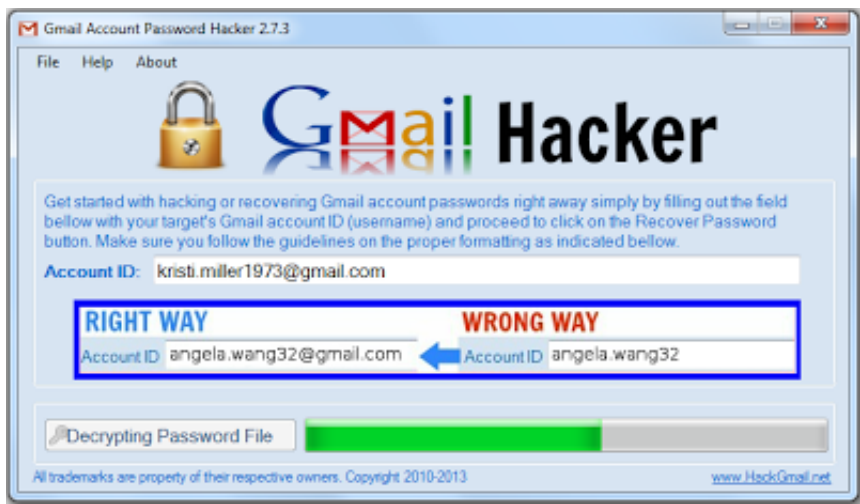 Gmail Account Password Hacker 2.7.3
File Help About
Gmail Hacker
Get started with hacking or recovering Gmail account passwords right away simply by filling out the field
bellow with your target's Gmail account ID (username) and proceed to click on the Recover Password
button. Make sure you follow the guidelines on the proper formatting as indicated bellow.
Account ID: kristi.miller1973@gmail.com
RIGHT WAY WRONG WAY
Account ID angela.wang32@gmail.com Account ID angela.wang32
Decrypting Password File
All trademarks are property of their respective owners. Copyright 2010-2013 www.HackGmail.net